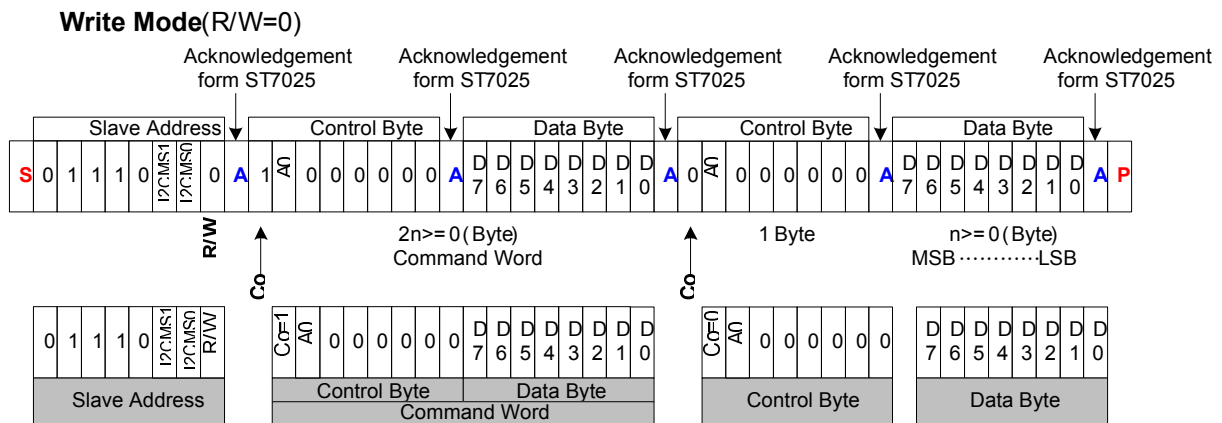 Write Mode(R/W=0)
Acknowledgement Acknowledgement Acknowledgement Acknowledgement Acknowledgement
form ST7025 form ST7025 form ST7025 form ST7025 form ST7025
Slave Address Control Byte Data Byte Control Byte Data Byte
S 0 1 1 1 0 I2CMS1 I2CMS0 0 A 1 A0 0 0 0 0 0 0 A D7 D6 D5 D4 D3 D2 D1 D0 A 0 A0 0 0 0 0 0 0 A D7 D6 D5 D4 D3 D2 D1 D0 A P
R/W Co 2n>=0(Byte) Co 1 Byte n>=0(Byte)
Command Word MSB ············LSB
0 1 1 1 0 I2CMS1 I2CMS0 R/W Co=1 A0 0 0 0 0 0 0 D7 D6 D5 D4 D3 D2 D1 D0 Co=0 A0 0 0 0 0 0 0 D7 D6 D5 D4 D3 D2 D1 D0
Slave Address Control Byte Data Byte Control Byte Data Byte
Command Word